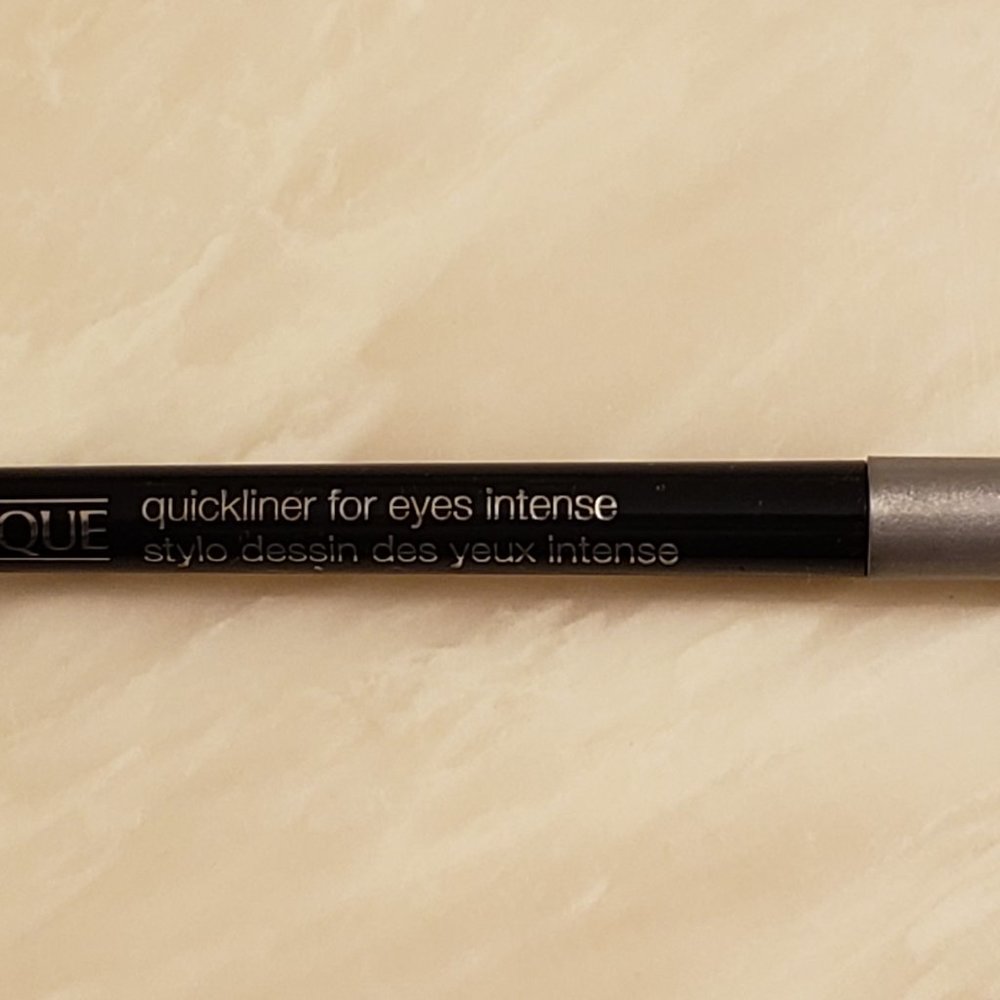 QUE
quickliner for eyes intense
stylo dessin des yeux intense